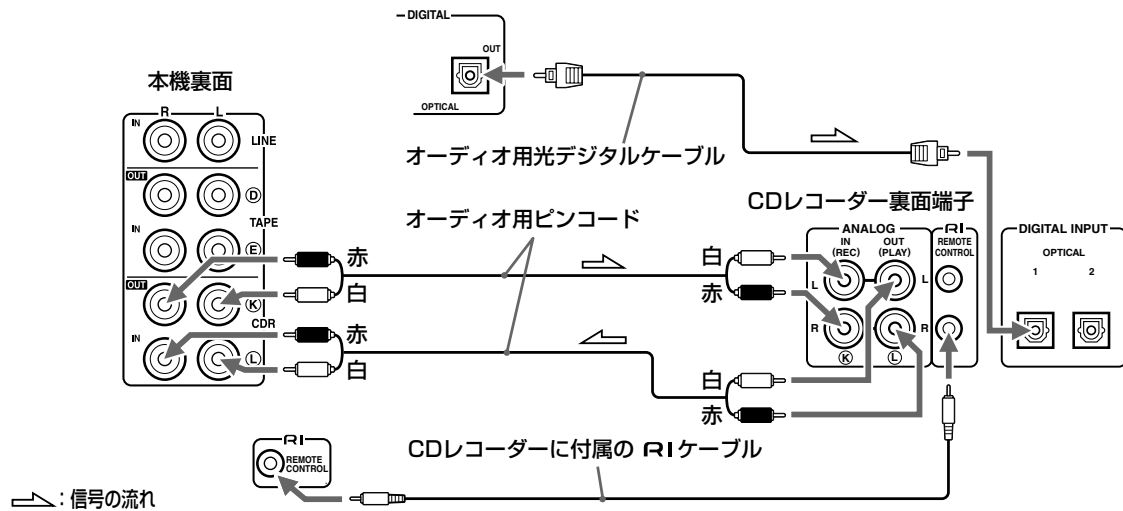 DIGITAL
OUT
OPTICAL
本機裏面
R L
IN
LINE
OUT
D
TAPE
IN
E
OUT
K
CDR
IN
L
オーディオ用光デジタルケーブル
オーディオ用ピンコード
赤
白
赤
白
白
赤
白
赤
CDレコーダー裏面端子
ANALOG
IN (REC)
OUT (PLAY)
L L
R R
K L
RI
REMOTE CONTROL
DIGITAL INPUT
OPTICAL
1 2
RI
REMOTE CONTROL
CDレコーダーに付属の RIケーブル
:信号の流れ